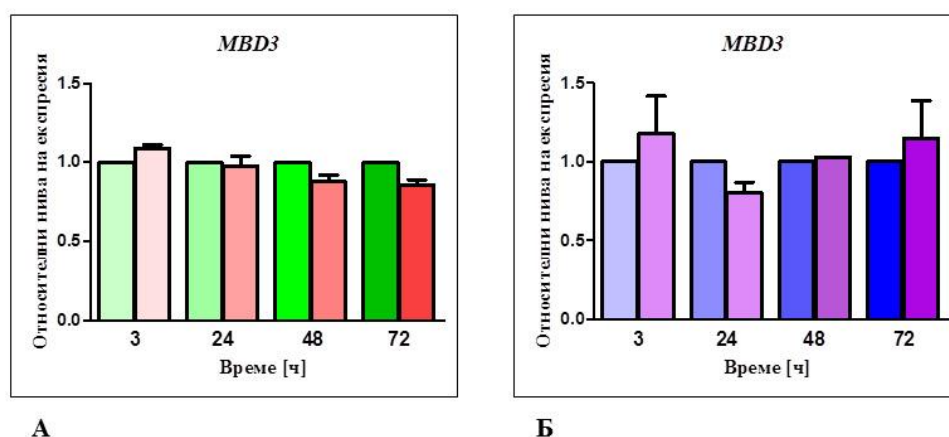 MBD3
Относителни нива на експресия
1.5
1.0
0.5
0.0
3 24 48 72
Време [ч]
А
MBD3
Относителни нива на експресия
1.5
1.0
0.5
0.0
3 24 48 72
Време [ч]
Б